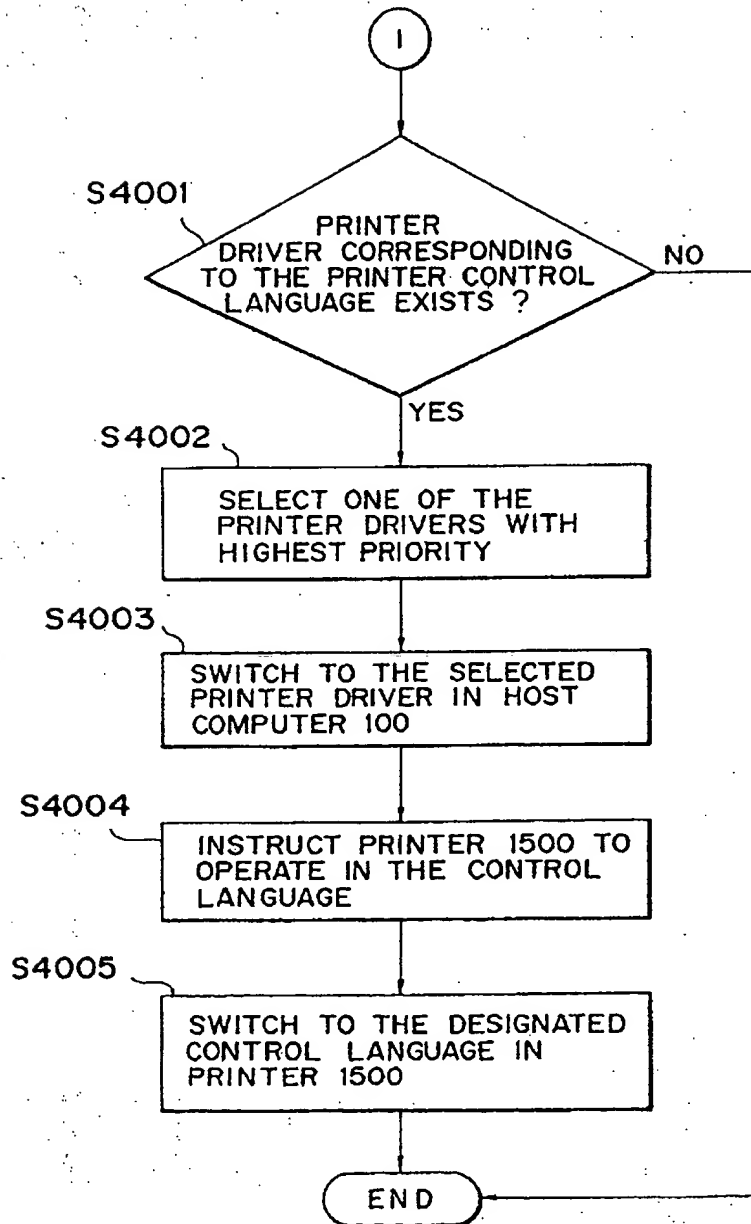 1
S4001
PRINTER
DRIVER CORRESPONDING
TO THE PRINTER CONTROL
LANGUAGE EXISTS ?
NO
YES
S4002
SELECT ONE OF THE
PRINTER DRIVERS WITH
HIGHEST PRIORITY
S4003
SWITCH TO THE SELECTED
PRINTER DRIVER IN HOST
COMPUTER 100
S4004
INSTRUCT PRINTER 1500 TO
OPERATE IN THE CONTROL
LANGUAGE
S4005
SWITCH TO THE DESIGNATED
CONTROL LANGUAGE IN
PRINTER 1500
END